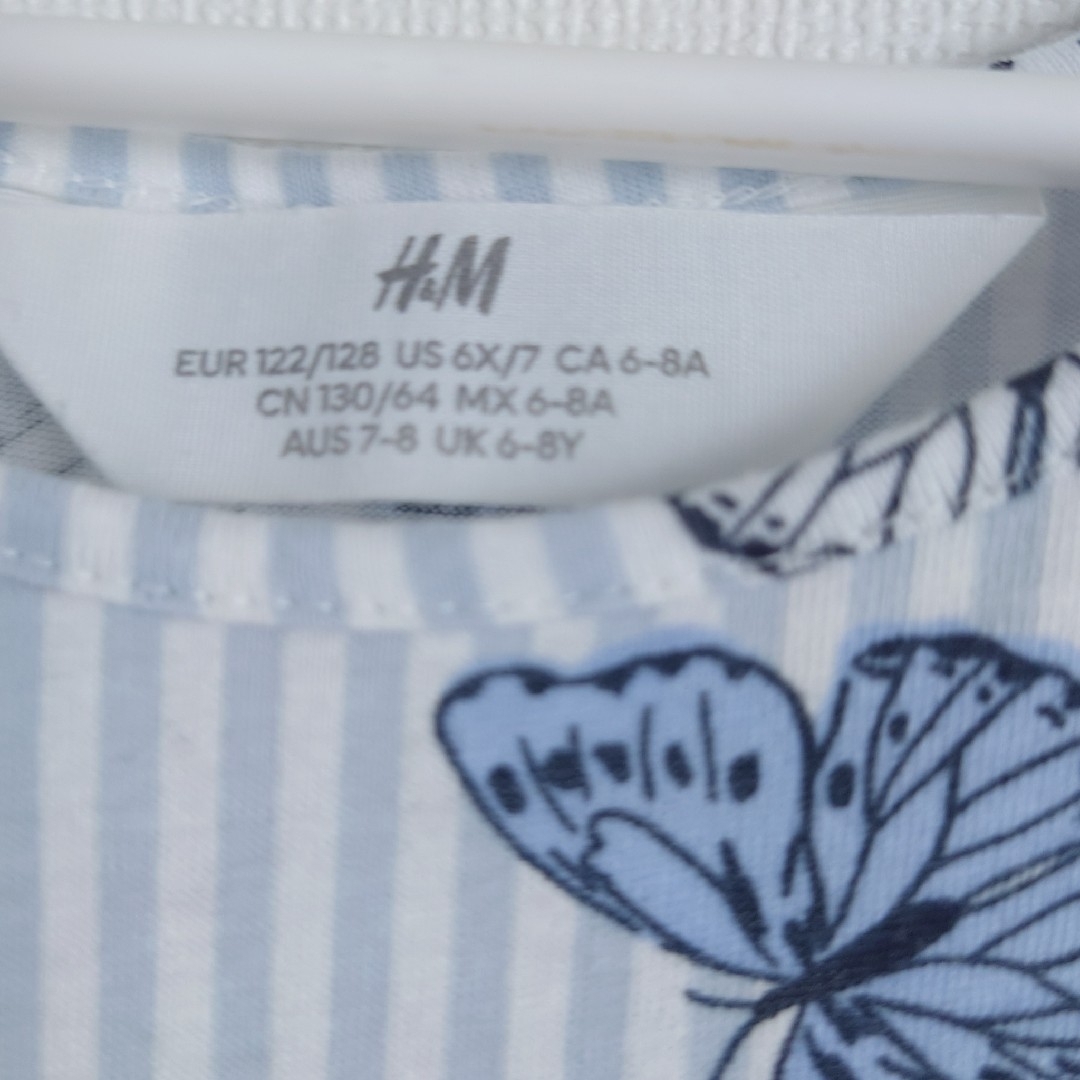 H&M
EUR 122/128 US 6X/7 CA 6-8A
CN 130/64 MX 6-8A
AUS 7-8 UK 6-8Y